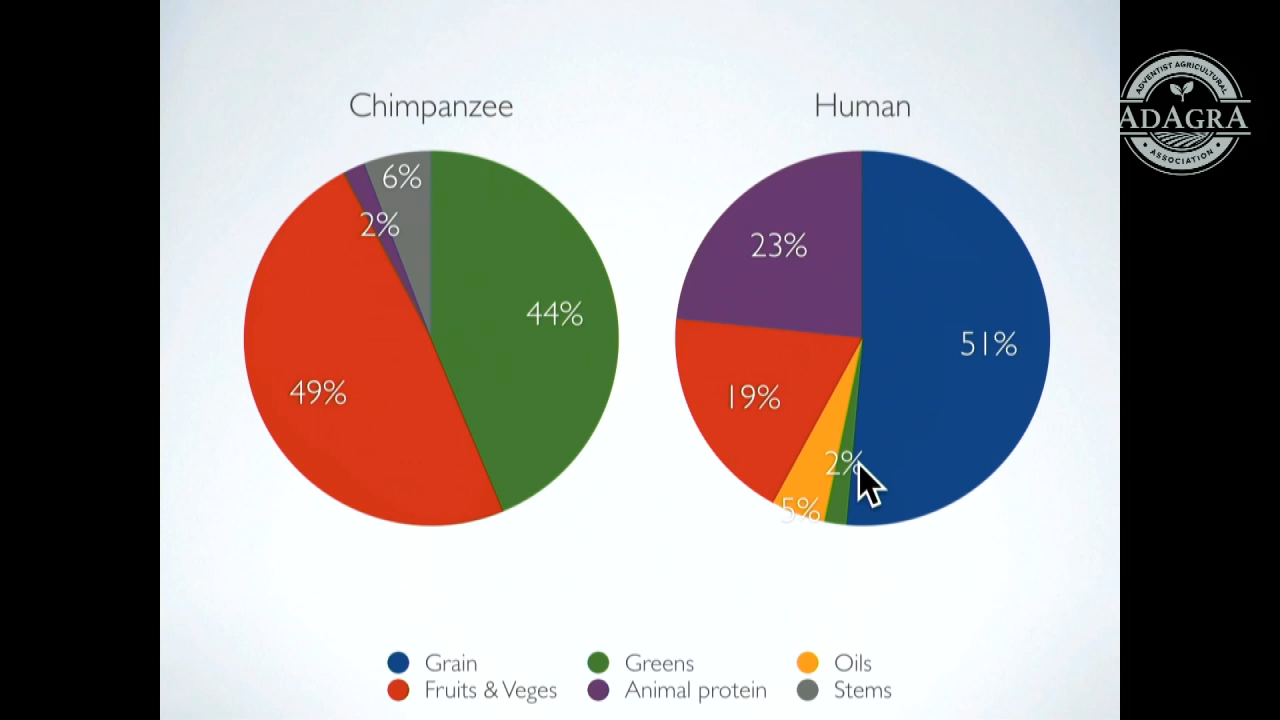 Chimpanzee
Human
6%
2%
44%
49%
23%
51%
19%
2%
5%
Grain
Greens
Oils
Fruits & Veges
Animal protein
Stems
ADVENTIST AGRICULTURAL
ADAGRA
• ASSOCIATION •